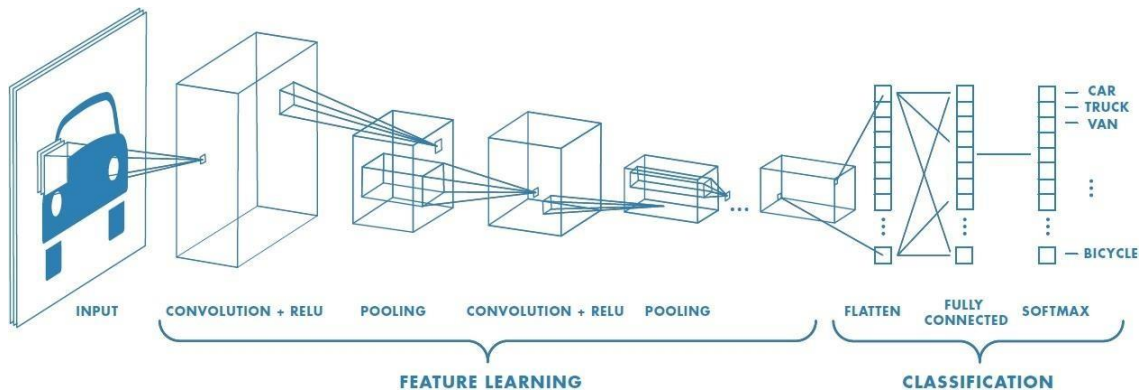 CAR
TRUCK
VAN
BICYCLE
INPUT
CONVOLUTION + RELU
POOLING
CONVOLUTION + RELU
POOLING
FLATTEN
FULLY
CONNECTED
SOFTMAX
FEATURE LEARNING
CLASSIFICATION